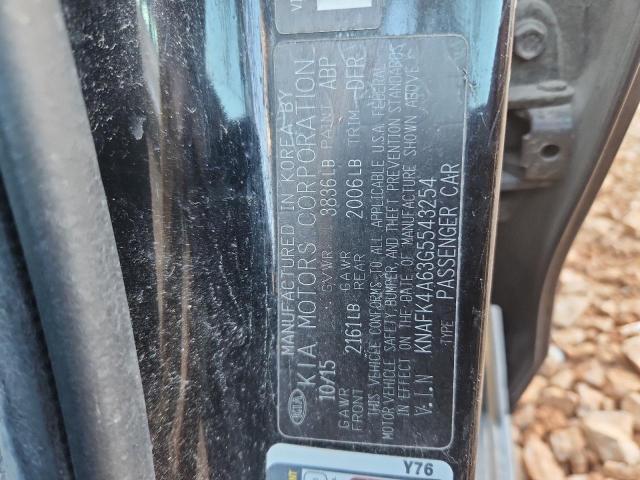 MANUFACTURED IN KOREA BY
KIA KIA MOTORS CORPORATION
10/15 GVWR 3836LB PAINT ABP
GAWR FRONT 2161LB GAWR REAR 2006LB TRIM DFR
THIS VEHICLE CONFORMS TO ALL APPLICABLE U.S.A. FEDERAL
MOTOR VEHICLE SAFETY BUMPER AND THEFT PREVENTION STANDARDS
IN EFFECT ON THE DATE OF MANUFACTURE SHOWN ABOVE.
V.I.N KNAFK4A63G5543254
TYPE PASSENGER CAR
Y76